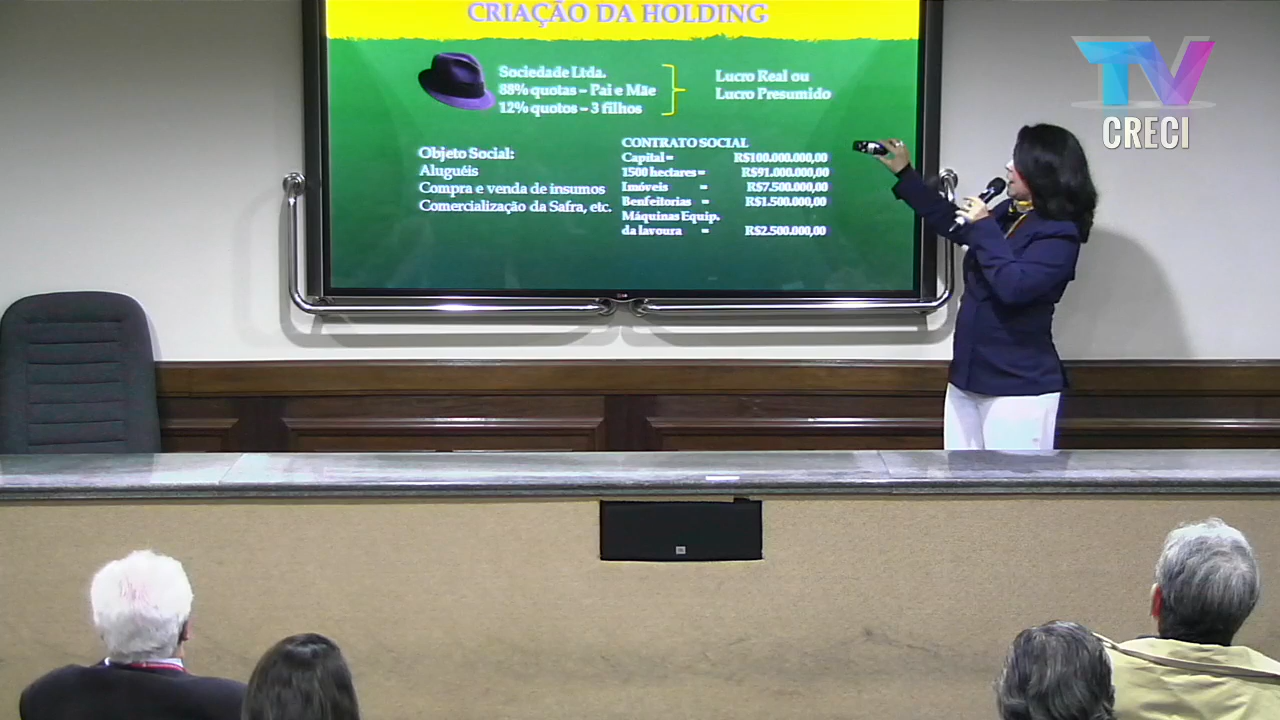 CRIAÇÃO DA HOLDING
Sociedade Ltda.
88% quotas – Pai e Mãe
12% quotos – 3 filhos
Lucro Real ou
Lucro Presumido
Objeto Social:
Aluguéis
Compra e venda de insumos
Comercialização da Safra, etc.
CONTRATO SOCIAL
Capital = R$100.000.000,00
1500 hectares = R$91.000.000,00
Imóveis = R$7.500.000,00
Benfeitorias = R$1.500.000,00
Máquinas Equip.
da lavoura = R$2.500.000,00
TV
CRECI